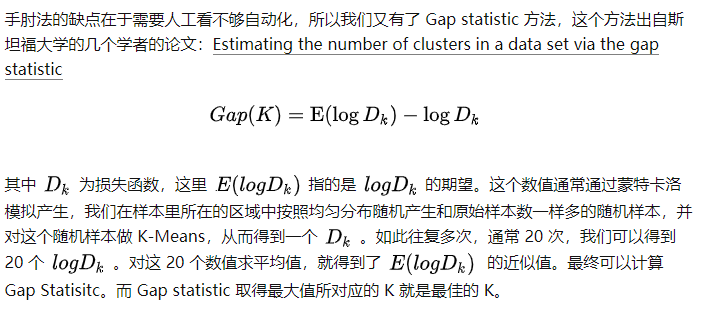 手肘法的缺点在于需要人工看不够自动化，所以我们又有了 Gap statistic 方法，这个方法出自斯
坦福大学的几个学者的论文：Estimating the number of clusters in a data set via the gap
statistic
Gap(K) = E(log D_k) − log D_k
其中 D_k 为损失函数，这里 E(logD_k) 指的是 logD_k 的期望。这个数值通常通过蒙特卡洛
模拟产生，我们在样本里所在的区域中按照均匀分布随机产生和原始样本数一样多的随机样本，并
对这个随机样本做 K-Means，从而得到一个 D_k 。如此往复多次，通常 20 次，我们可以得到
20 个 logD_k 。对这 20 个数值求平均值，就得到了 E(logD_k) 的近似值。最终可以计算
Gap Statisitc。而 Gap statistic 取得最大值所对应的 K 就是最佳的 K。